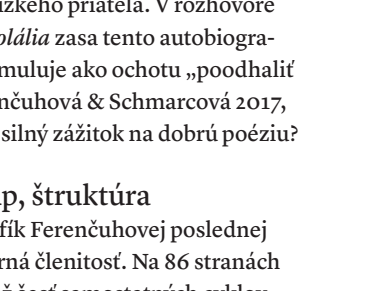 ízkeho priateľa. V rozhovore
olália zasa tento autobiogra-
muluje ako ochotu „poodhaliť
nčuhová & Schmarcová 2017,
silný zážitok na dobrú poéziu?
p, štruktúra
fík Ferenčuhovej poslednej
rná členitosť. Na 86 stranách